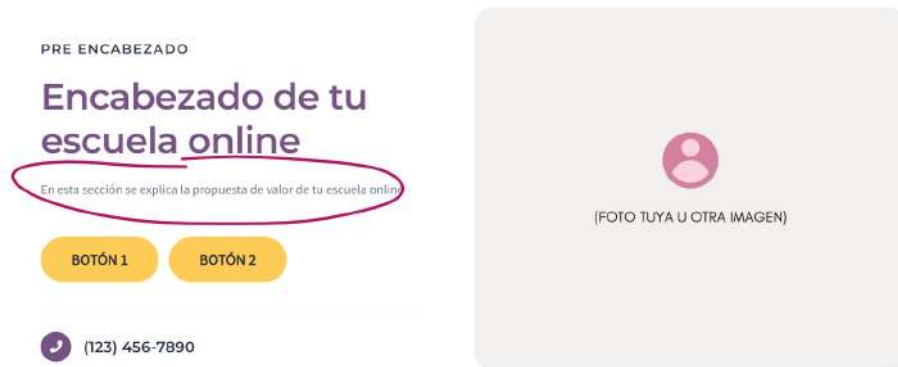 PRE ENCABEZADO
Encabezado de tu
escuela online
En esta sección se explica la propuesta de valor de tu escuela online
BOTÓN 1
BOTÓN 2
(123) 456-7890
(FOTO TUYA U OTRA IMAGEN)